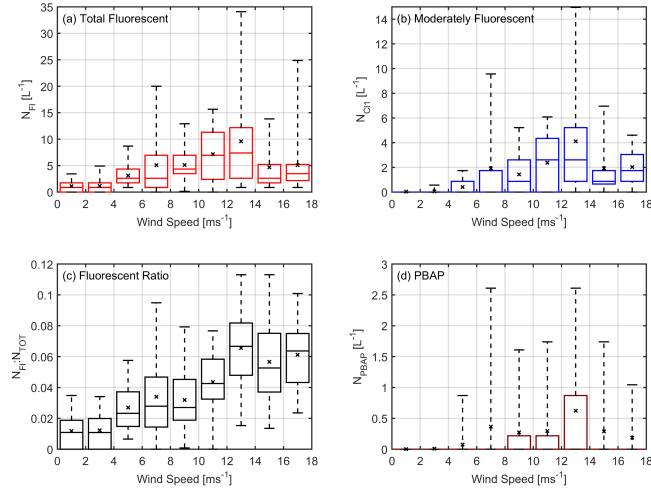 (a) Total Fluorescent
35
30
25
20
15
10
5
0
N_Fl [L^-1]
0 2 4 6 8 10 12 14 16 18
Wind Speed [ms^-1]
(b) Moderately Fluorescent
14
12
10
8
6
4
2
0
N_Cl1 [L^-1]
0 2 4 6 8 10 12 14 16 18
Wind Speed [ms^-1]
(c) Fluorescent Ratio
0.12
0.1
0.08
0.06
0.04
0.02
0
N_Fl:N_TOT
0 2 4 6 8 10 12 14 16 18
Wind Speed [ms^-1]
(d) PBAP
3
2.5
2
1.5
1
0.5
0
N_PBAP [L^-1]
0 2 4 6 8 10 12 14 16 18
Wind Speed [ms^-1]